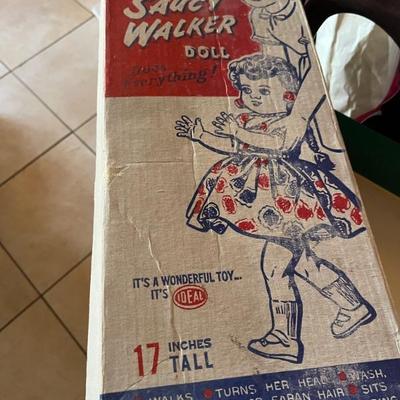 SAUCY
WALKER
DOLL
Does
Everything!
IT'S A WONDERFUL TOY...
IT'S IDEAL
17 INCHES
TALL
WALKS • TURNS HER HEAD • WASH,
SARAN HAIR • SITS